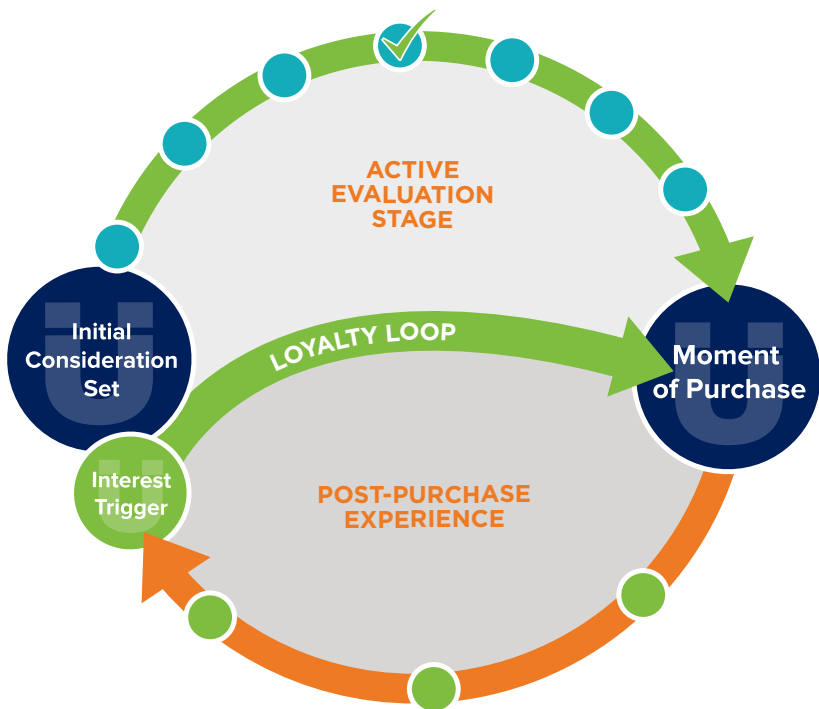 ACTIVE
EVALUATION
STAGE
Initial
Consideration
Set
LOYALTY LOOP
Moment
of Purchase
Interest
Trigger
POST-PURCHASE
EXPERIENCE